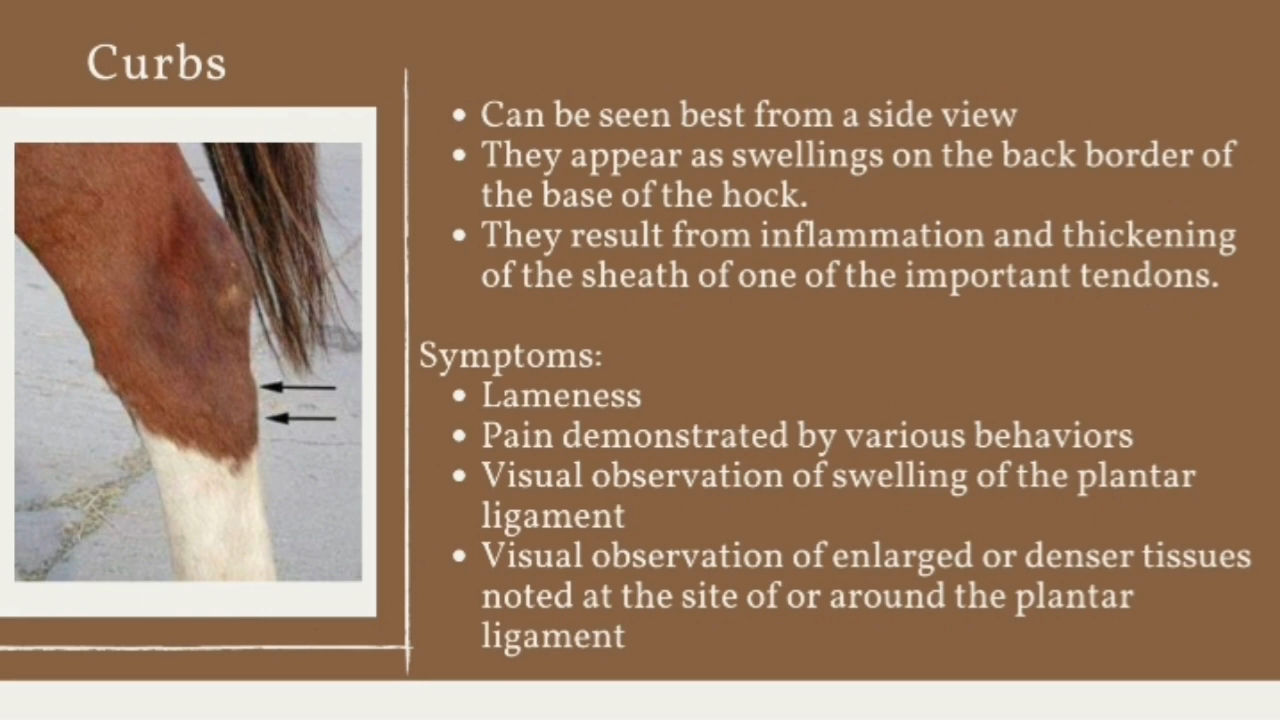 Curbs
• Can be seen best from a side view
• They appear as swellings on the back border of
the base of the hock.
• They result from inflammation and thickening
of the sheath of one of the important tendons.
Symptoms:
• Lameness
• Pain demonstrated by various behaviors
• Visual observation of swelling of the plantar
ligament
• Visual observation of enlarged or denser tissues
noted at the site of or around the plantar
ligament